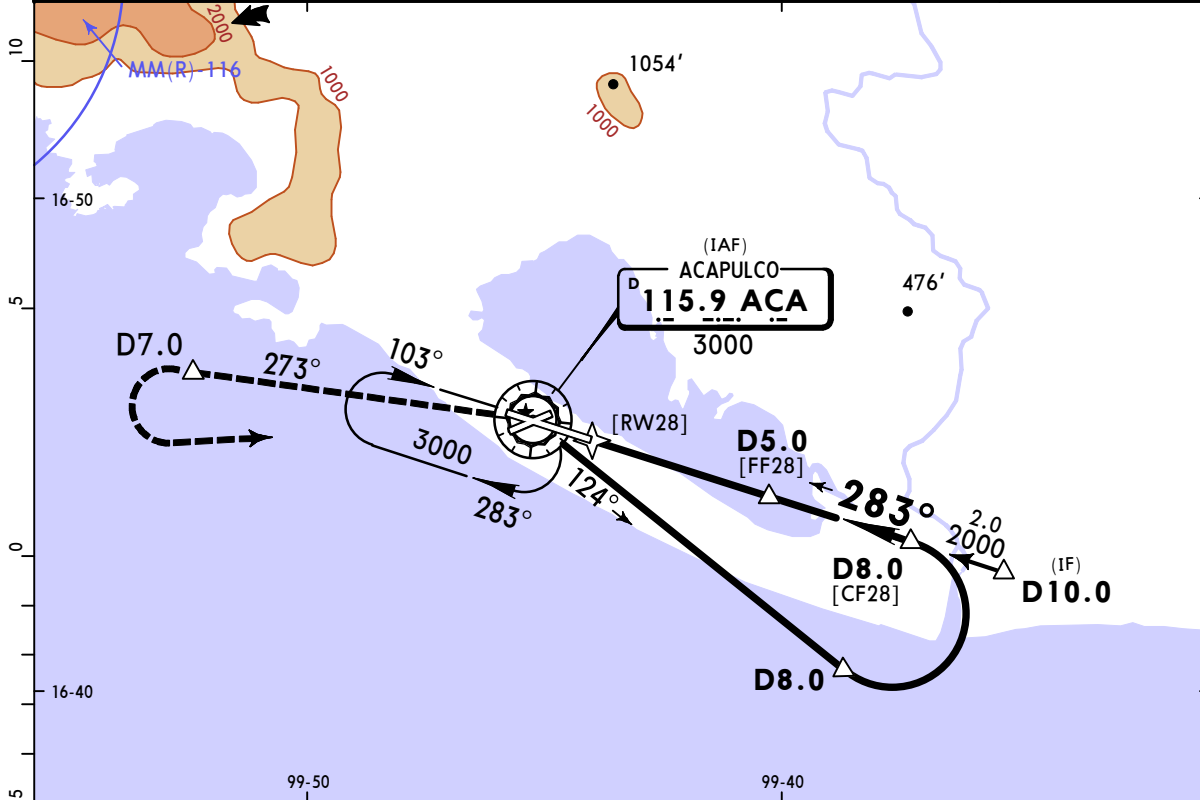 2000
10
MM(R)-116
1000
1054'
1000
16-50
(IAF)
ACAPULCO
D
115.9 ACA
3000
476'
5
D7.0
273°
103°
[RW28]
D5.0
[FF28]
3000
283°
124°
283°
2.0
2000
0
D8.0
[CF28]
(IF)
D10.0
D8.0
16-40
99-50
99-40
5